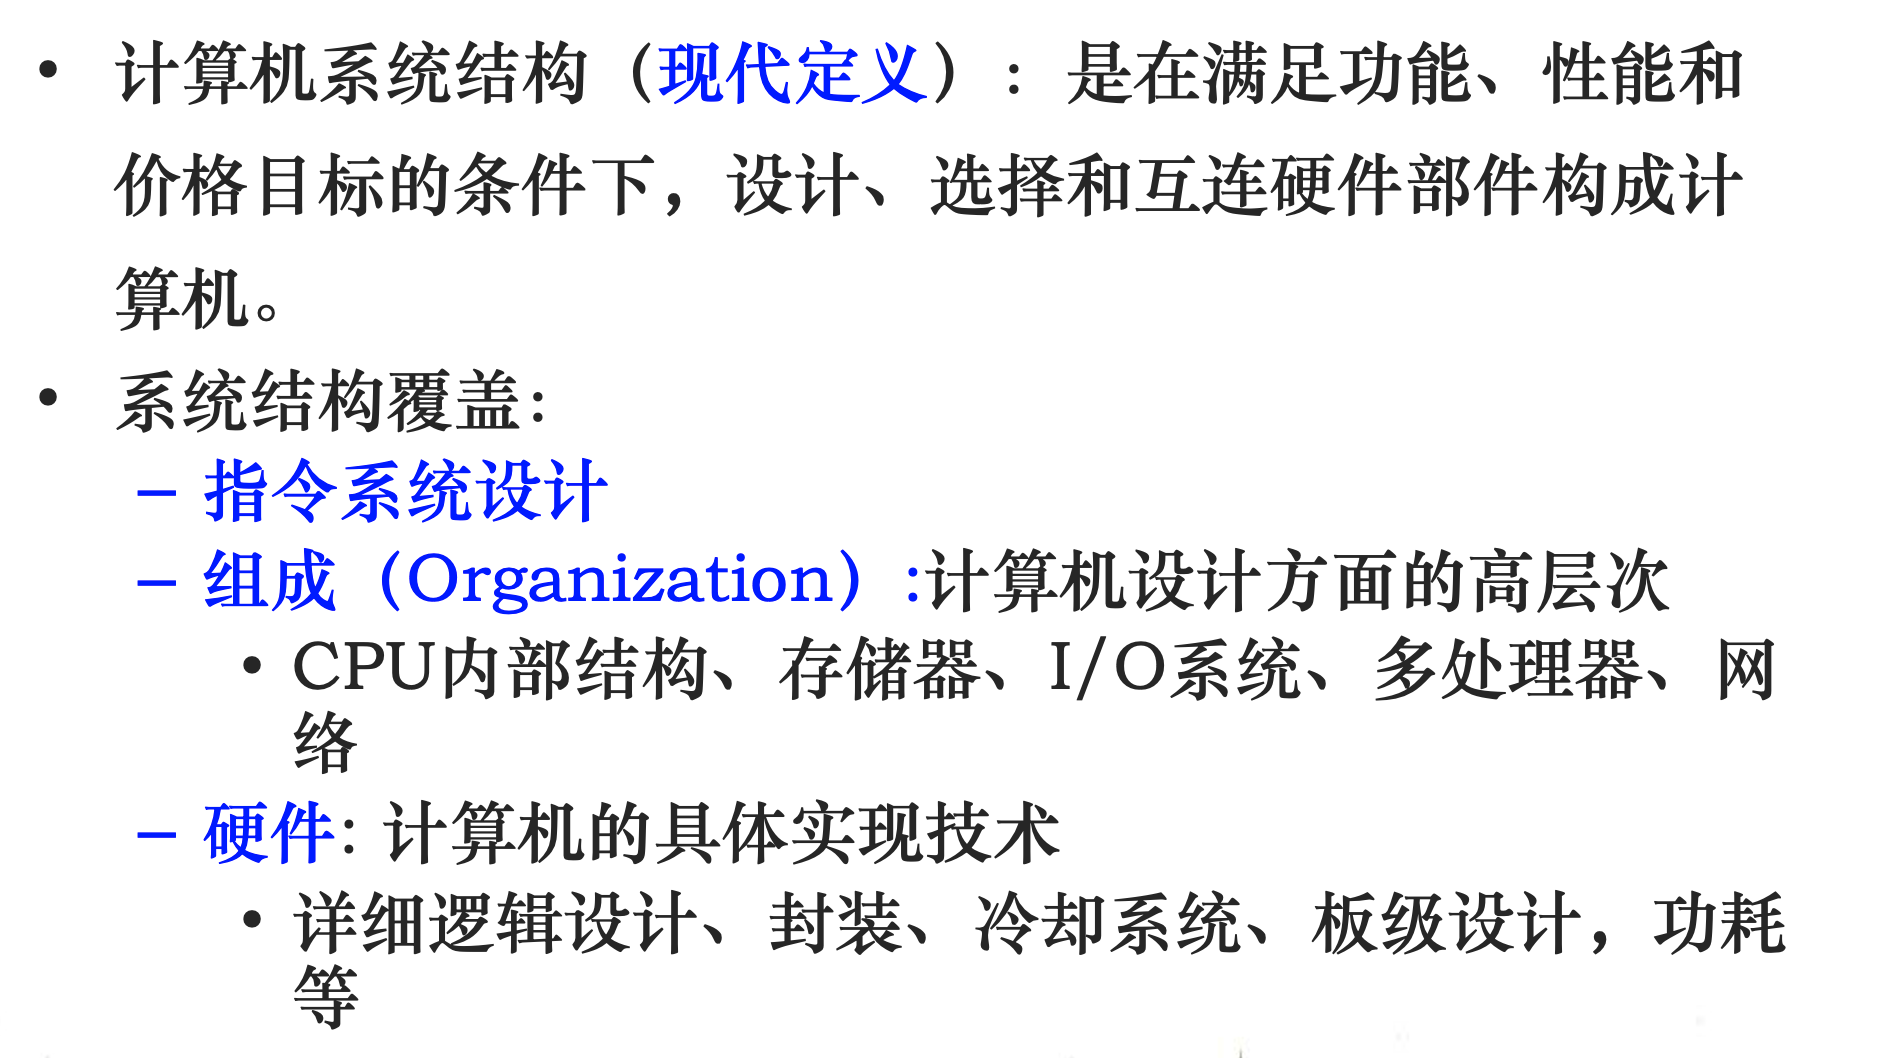 • 计算机系统结构（现代定义）：是在满足功能、性能和
价格目标的条件下，设计、选择和互连硬件部件构成计
算机。
• 系统结构覆盖：
– 指令系统设计
– 组成（Organization）:计算机设计方面的高层次
• CPU内部结构、存储器、I/O系统、多处理器、网
络
– 硬件：计算机的具体实现技术
• 详细逻辑设计、封装、冷却系统、板级设计，功耗
等